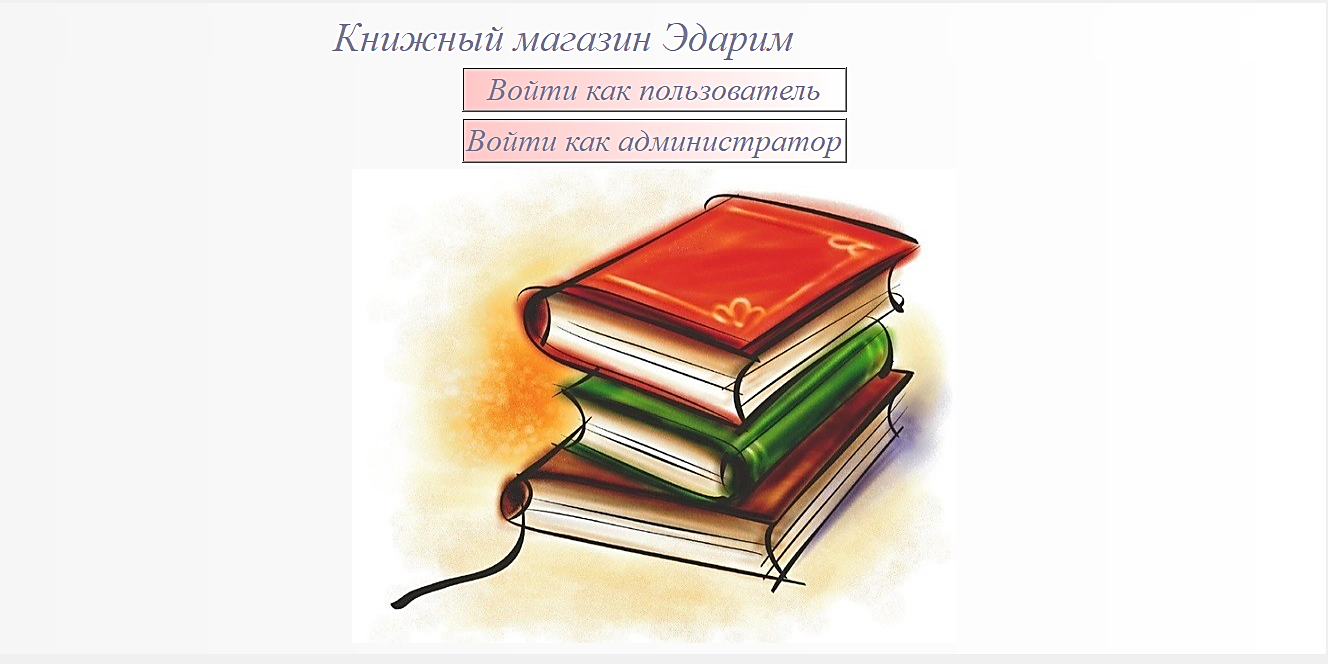 Книжный магазин Эдарим
Войти как пользователь
Войти как администратор